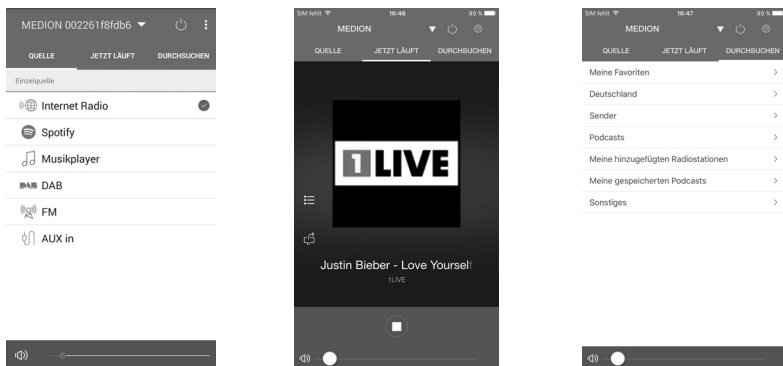 MEDION 002261f8fdb6
QUELLE JETZT LÄUFT DURCHSUCHEN
Einzelquelle
Internet Radio
Spotify
Musikplayer
DAB DAB
FM
AUX in
SIM fehlt 16:46 99 %
MEDION
QUELLE JETZT LÄUFT DURCHSUCHEN
1LIVE
Justin Bieber - Love Yourself
1LIVE
SIM fehlt 16:47 99 %
MEDION
QUELLE JETZT LÄUFT DURCHSUCHEN
Meine Favoriten
Deutschland
Sender
Podcasts
Meine hinzugefügten Radiostationen
Meine gespeicherten Podcasts
Sonstiges